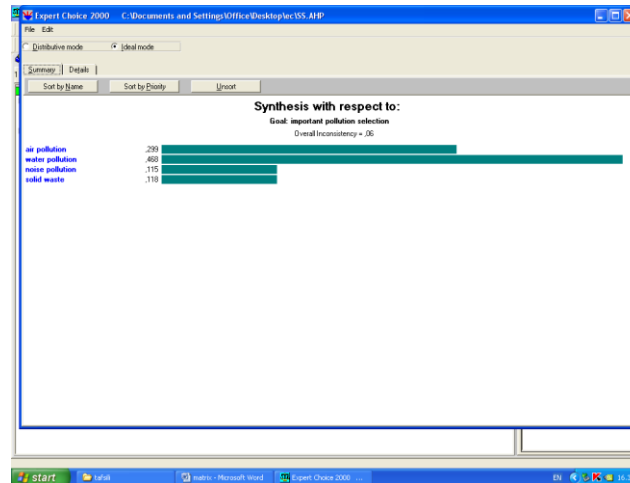 Expert Choice 2000 C:\Documents and Settings\Office\Desktop\ec\SS.AHP
File Edit
Distributive mode Ideal mode
Summary Details
Sort by Name Sort by Priority Unsort
Synthesis with respect to:
Goal: important pollution selection
Overall Inconsistency = ,06
air pollution ,299
water pollution ,468
noise pollution ,115
solid waste ,118
start tafsili matrix - Microsoft Word Expert Choice 2000 ... EN